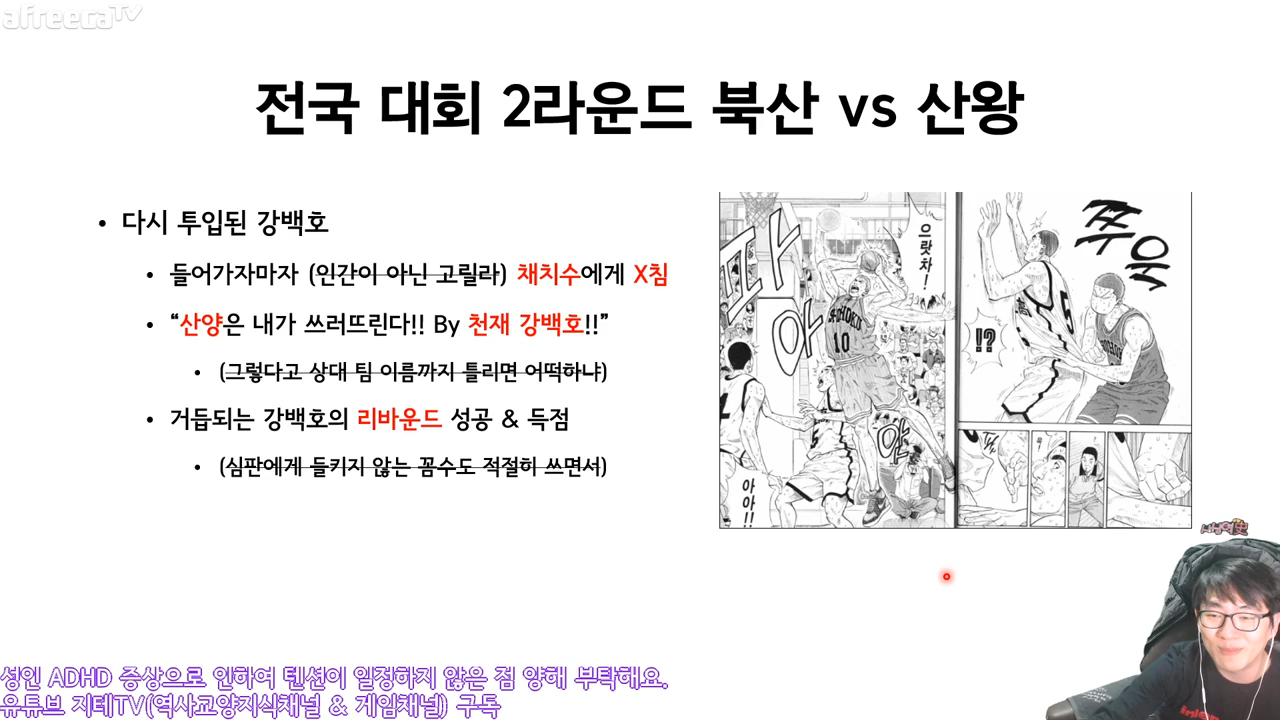 afreecaTV
전국 대회 2라운드 북산 vs 산왕
• 다시 투입된 강백호
• 들어가자마자 (인간이 아닌 고릴라) 채치수에게 X침
• “산양은 내가 쓰러뜨린다!! By 천재 강백호!!”
• (그렇다고 상대 팀 이름까지 틀리면 어떡하냐)
• 거듭되는 강백호의 리바운드 성공 & 득점
• (심판에게 들키지 않는 꼼수도 적절히 쓰면서)
으랏차!
SHOHOKU
10
아아!!
쭈욱
!?
성인 ADHD 증상으로 인하여 텐션이 일정하지 않은 점 양해 부탁해요.
유튜브 지테TV(역사교양지식채널 & 게임채널) 구독